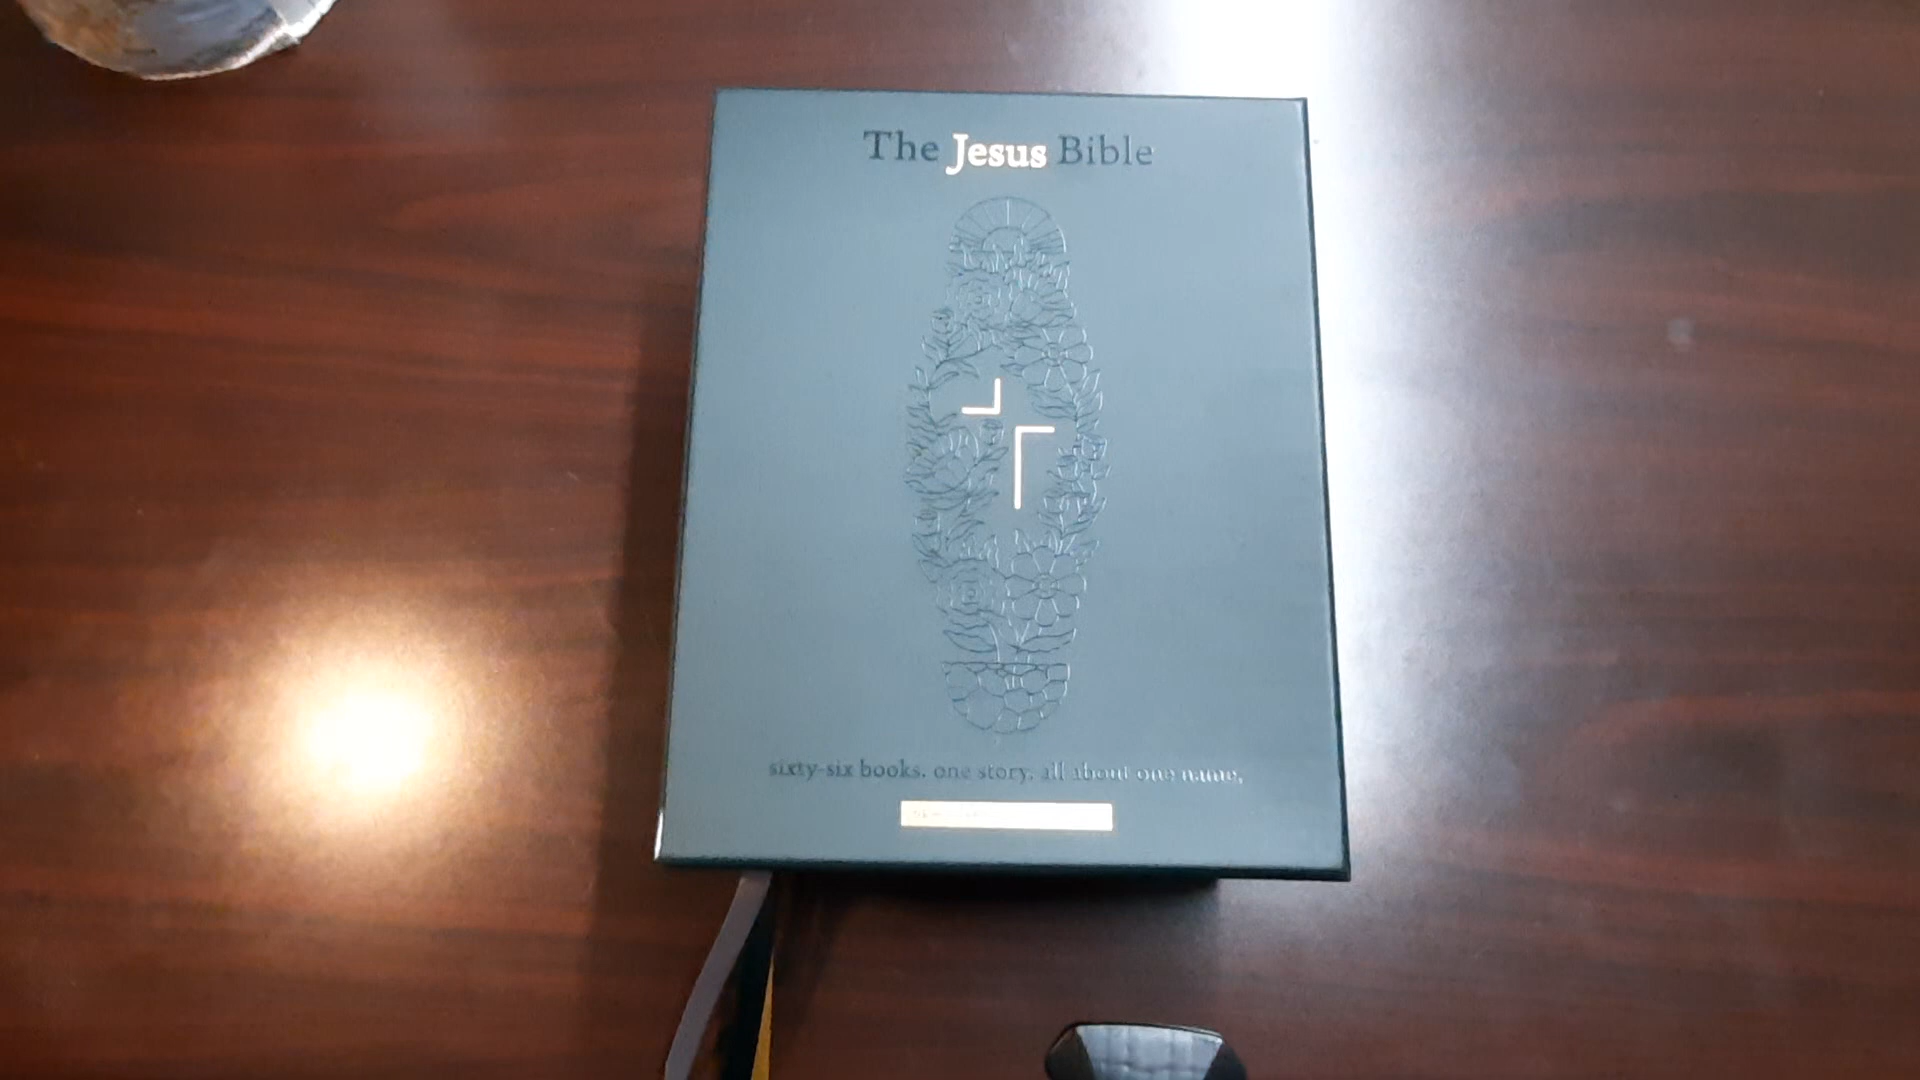 The Jesus Bible
sixty-six books. one story. all about one name.